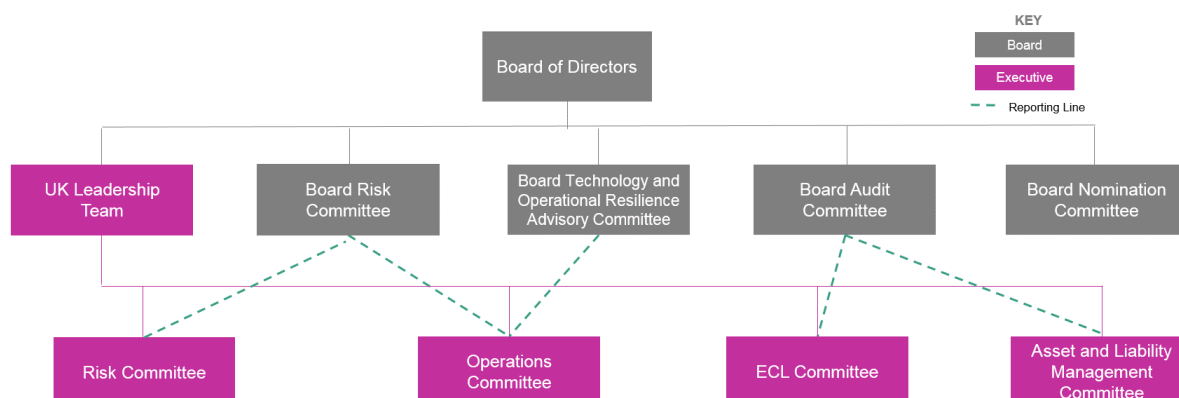 KEY
Board
Executive
Reporting Line
Board of Directors
UK Leadership
Team
Board Risk
Committee
Board Technology and
Operational Resilience
Advisory Committee
Board Audit
Committee
Board Nomination
Committee
Risk Committee
Operations
Committee
ECL Committee
Asset and Liability
Management
Committee